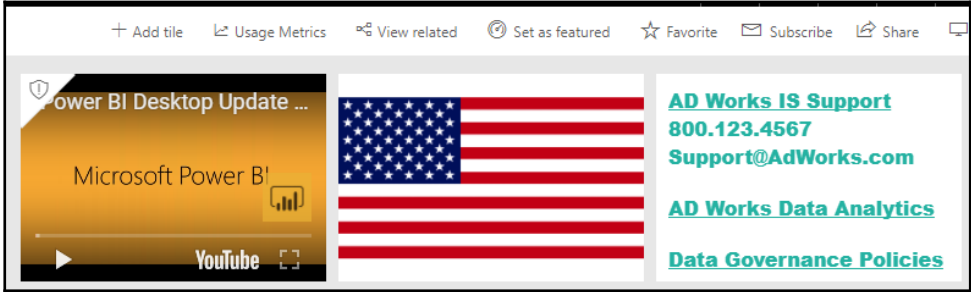 Add tile Usage Metrics View related Set as featured Favorite Subscribe Share
Power BI Desktop Update ...
Microsoft Power BI
YouTube
AD Works IS Support
800.123.4567
Support@AdWorks.com
AD Works Data Analytics
Data Governance Policies